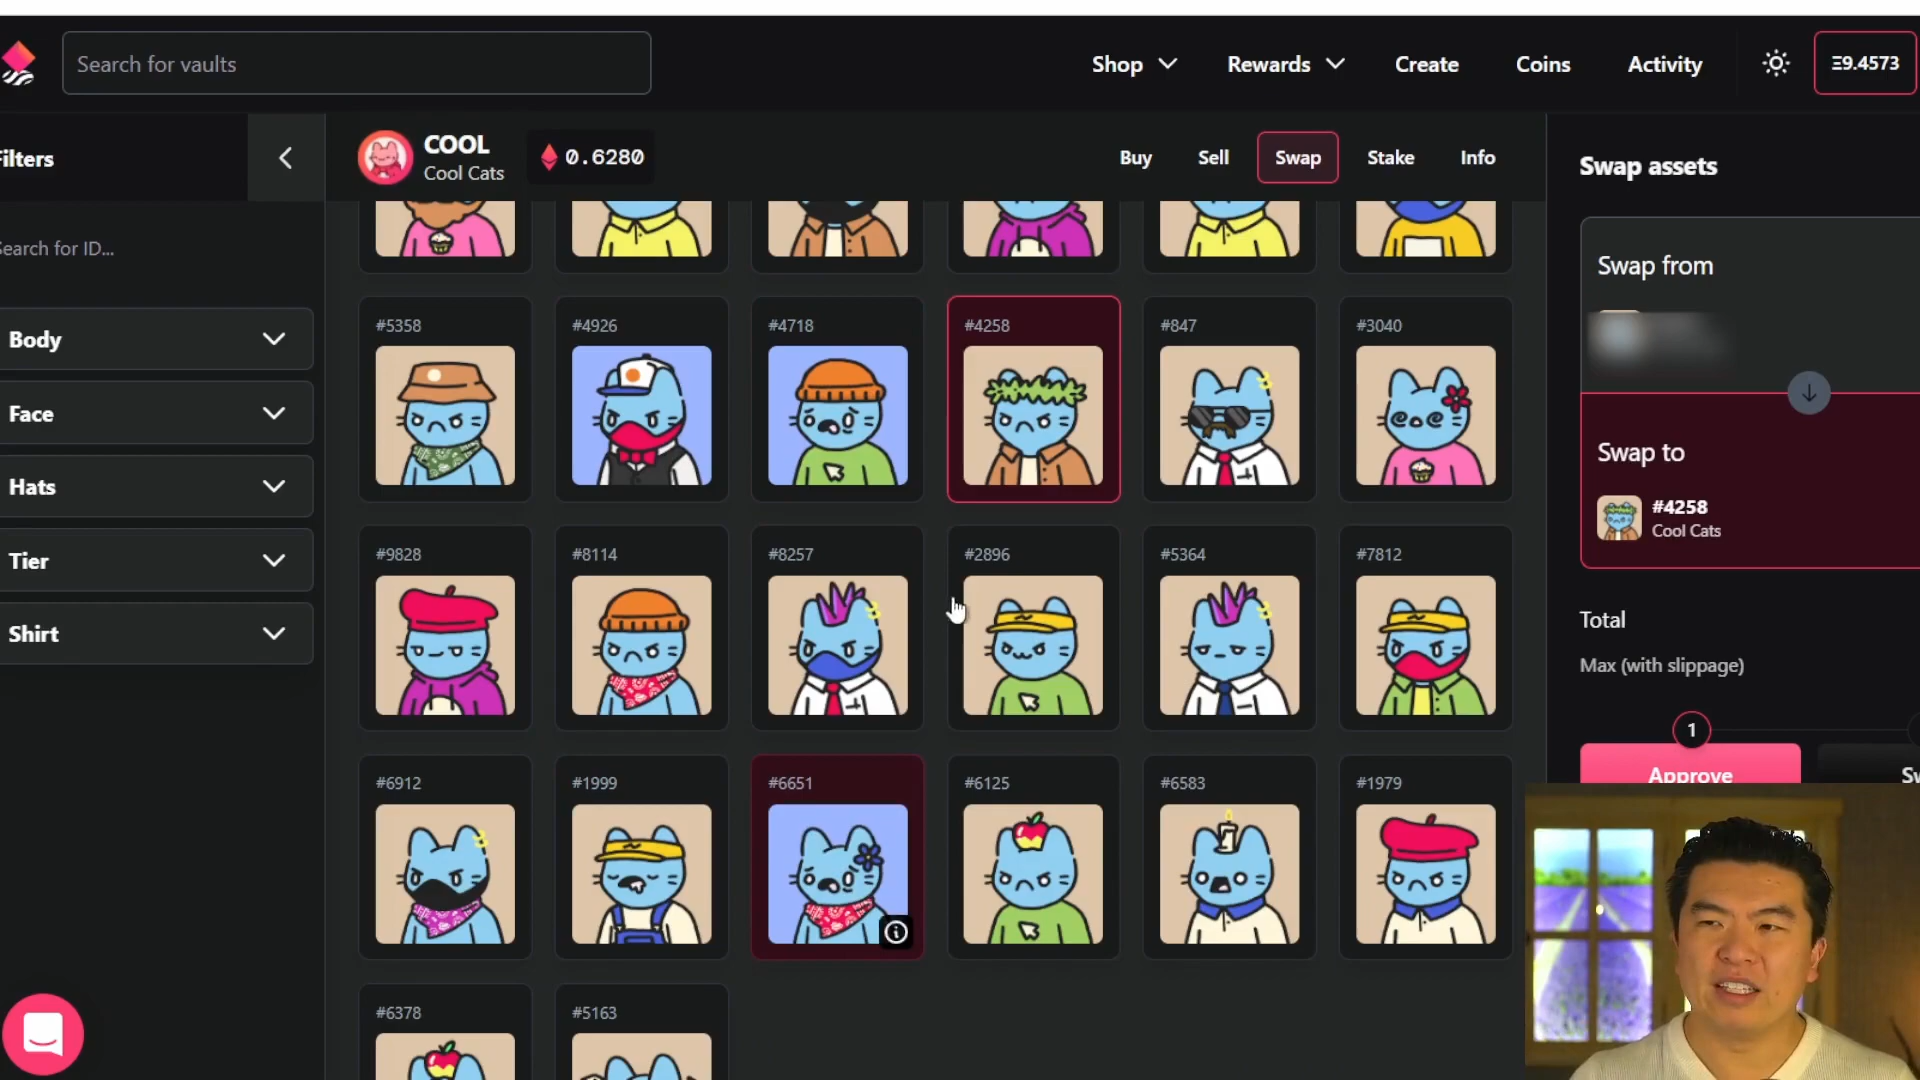 Search for vaults
Shop
Rewards
Create
Coins
Activity
Ξ9.4573
ilters
COOL
Cool Cats
0.6280
Buy
Sell
Swap
Stake
Info
Swap assets
earch for ID...
Swap from
Body
Face
Hats
Tier
Shirt
#5358
#4926
#4718
#4258
#847
#3040
Swap to
#4258
Cool Cats
#9828
#8114
#8257
#2896
#5364
#7812
Total
Max (with slippage)
1
Approve
Sw
#6912
#1999
#6651
#6125
#6583
#1979
#6378
#5163